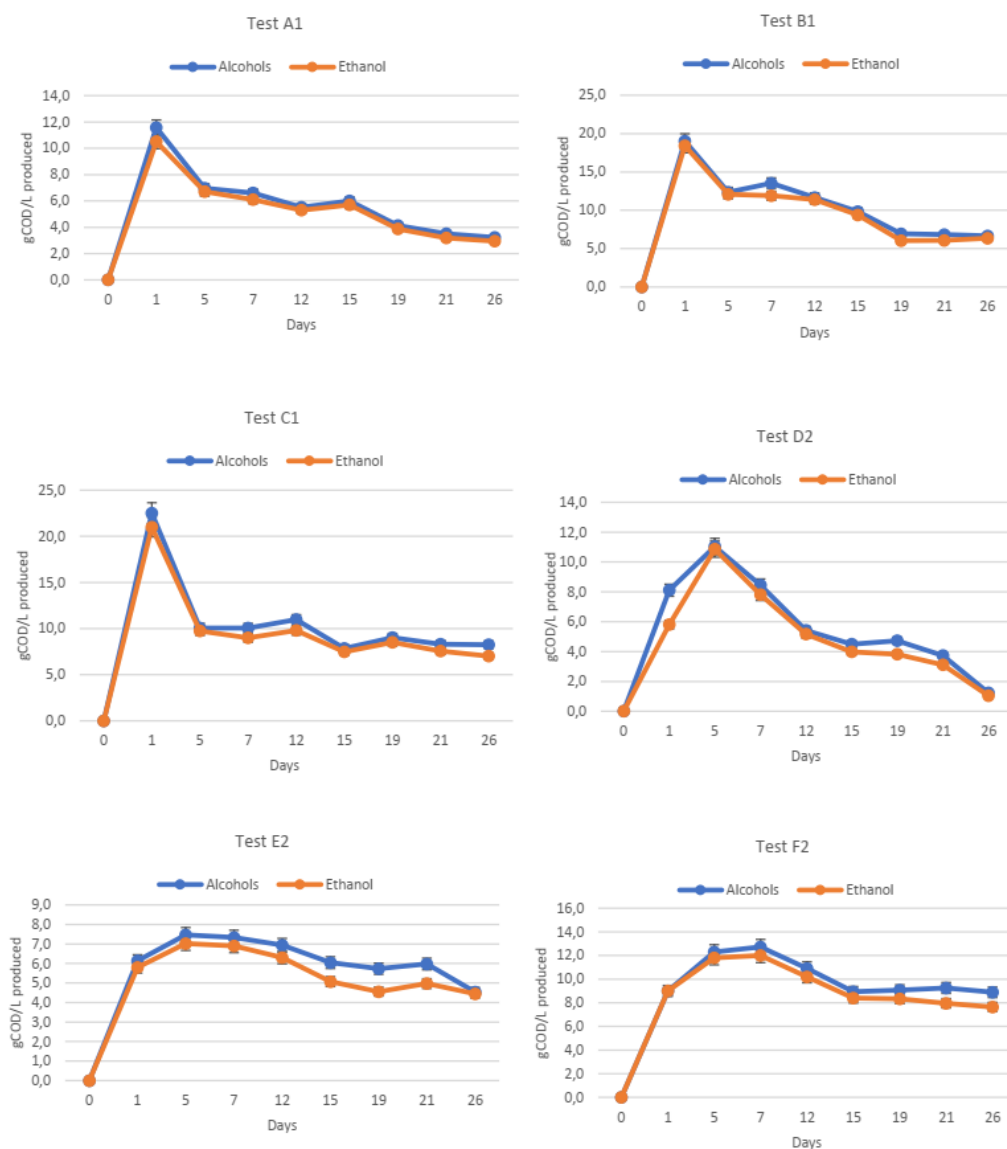 Test A1
Alcohols Ethanol
gCOD/L produced
14,0
12,0
10,0
8,0
6,0
4,0
2,0
0,0
0 1 5 7 12 15 19 21 26
Days
Test B1
Alcohols Ethanol
gCOD/L produced
25,0
20,0
15,0
10,0
5,0
0,0
0 1 5 7 12 15 19 21 26
Days
Test C1
Alcohols Ethanol
gCOD/L produced
25,0
20,0
15,0
10,0
5,0
0,0
0 1 5 7 12 15 19 21 26
Days
Test D2
Alcohols Ethanol
gCOD/L produced
14,0
12,0
10,0
8,0
6,0
4,0
2,0
0,0
0 1 5 7 12 15 19 21 26
Days
Test E2
Alcohols Ethanol
gCOD/L produced
9,0
8,0
7,0
6,0
5,0
4,0
3,0
2,0
1,0
0,0
0 1 5 7 12 15 19 21 26
Days
Test F2
Alcohols Ethanol
gCOD/L produced
16,0
14,0
12,0
10,0
8,0
6,0
4,0
2,0
0,0
0 1 5 7 12 15 19 21 26
Days